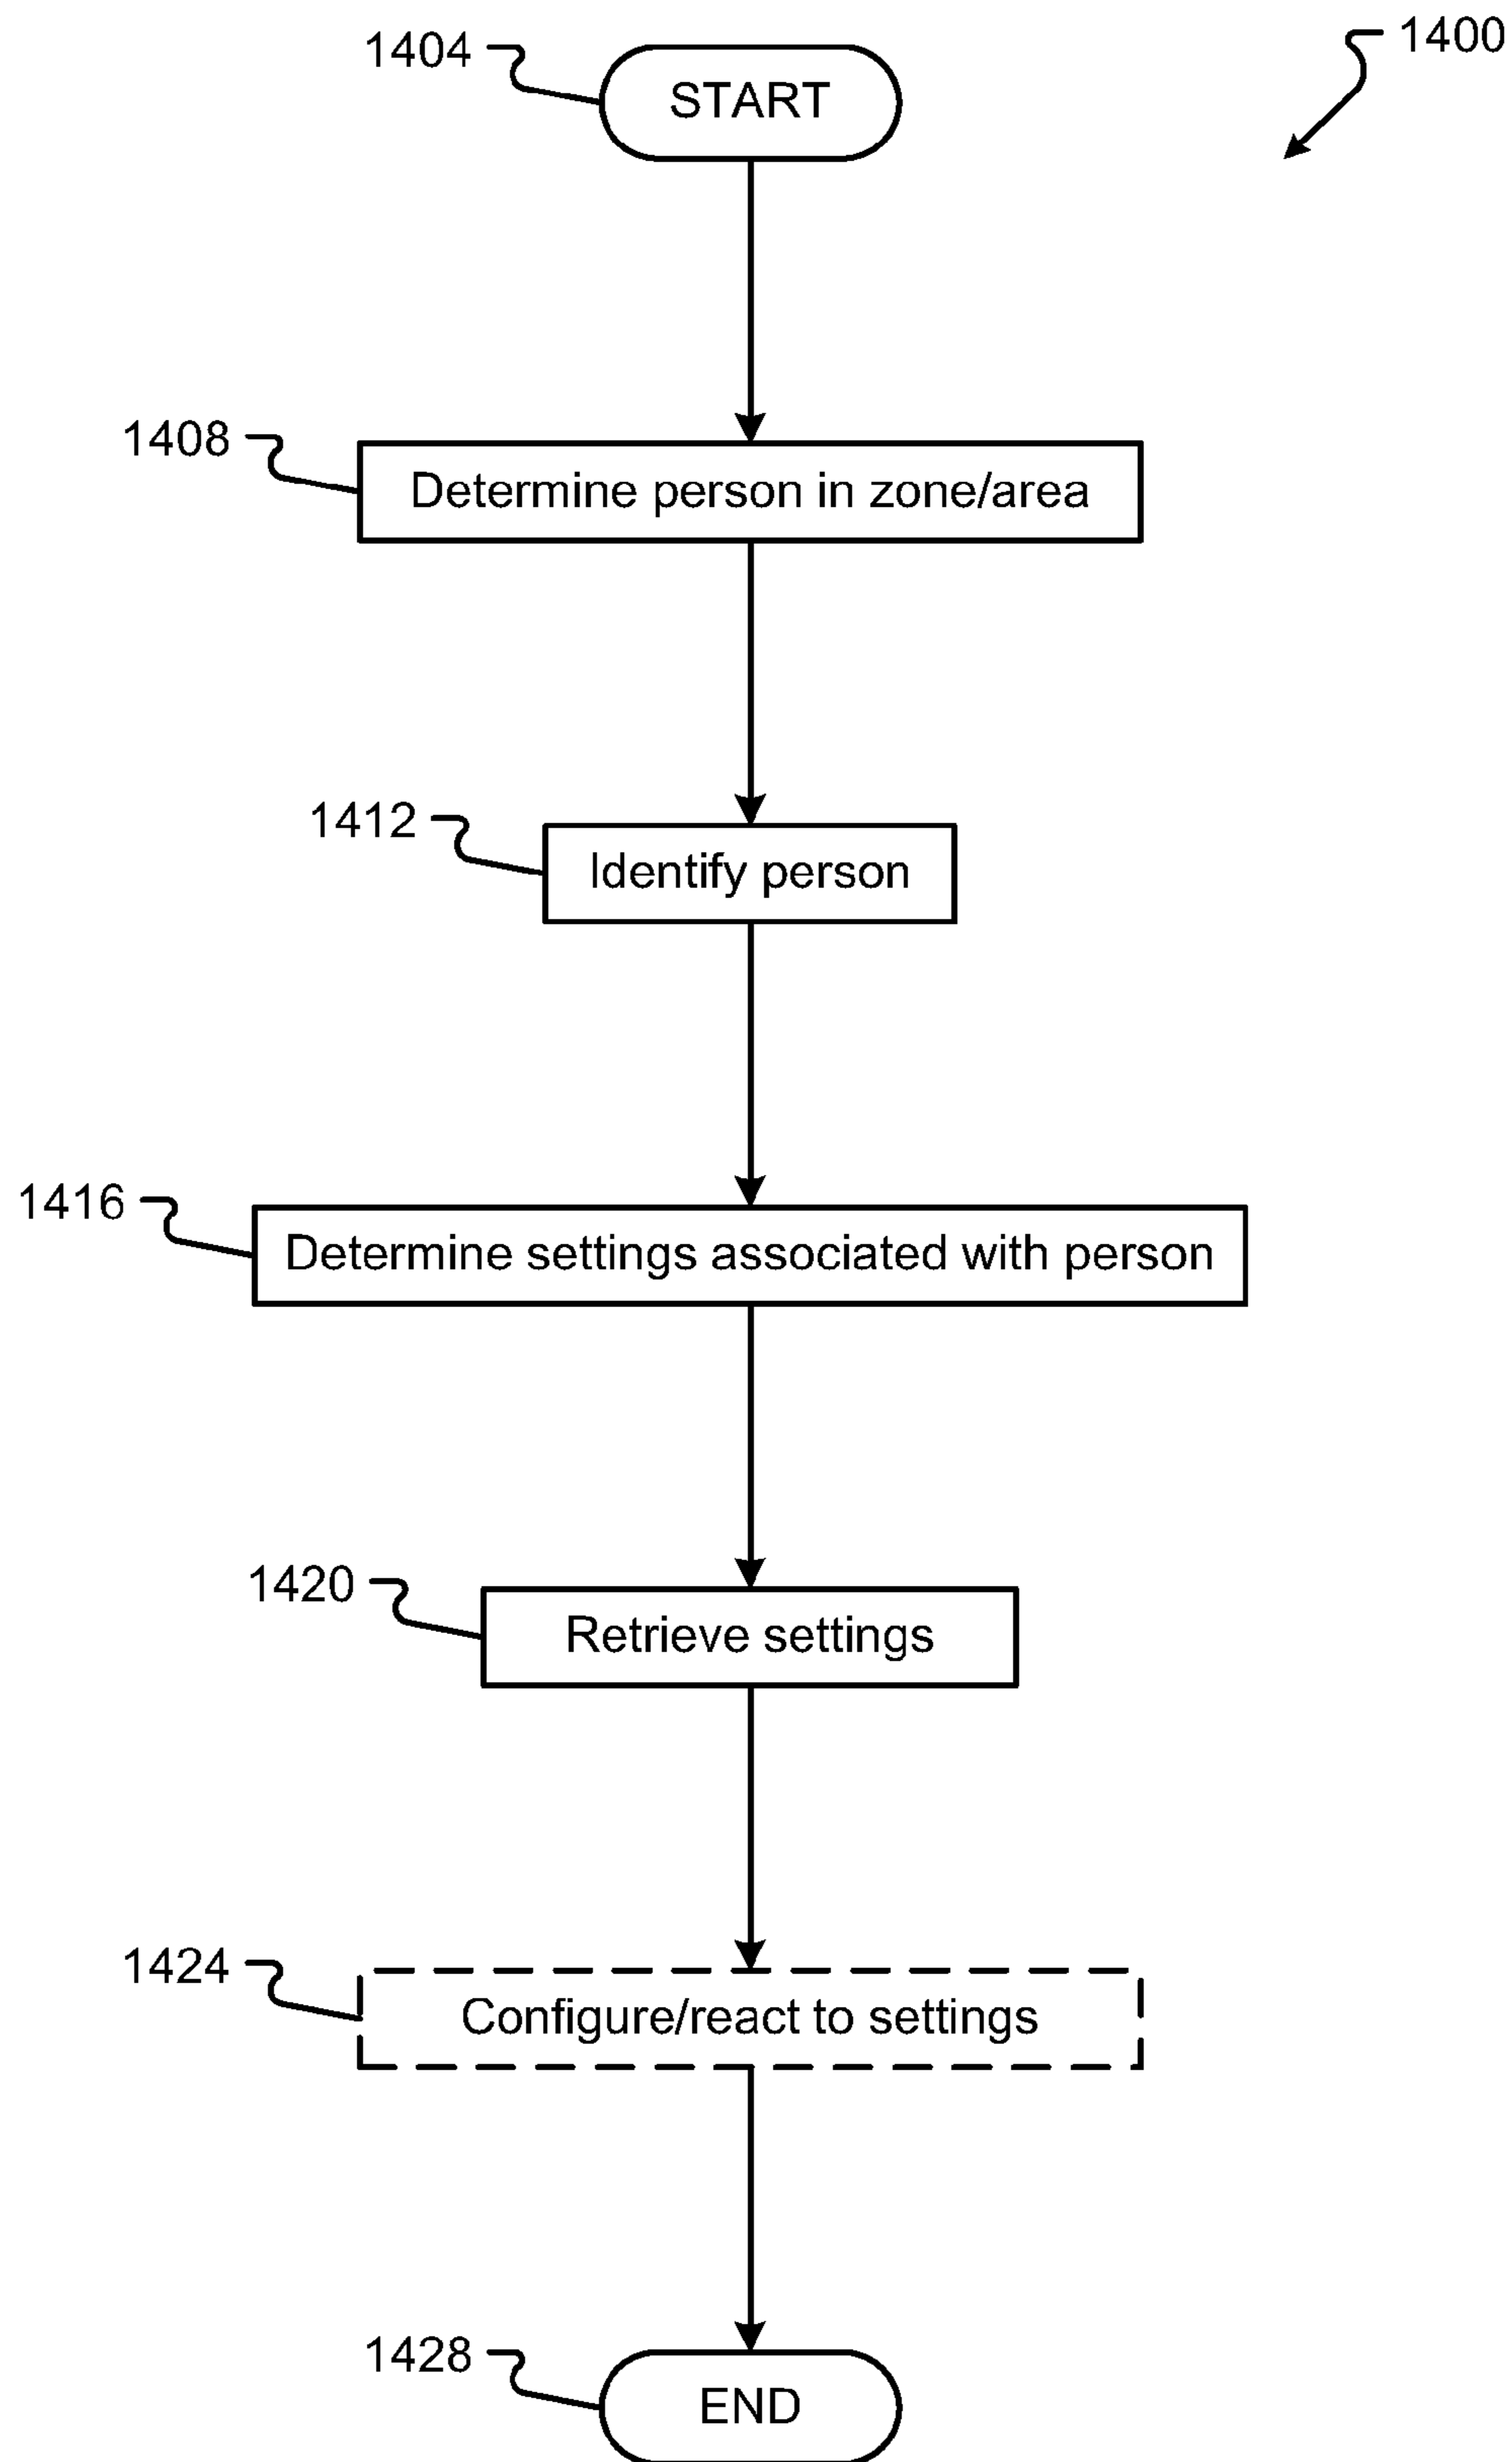 1400
1404
START
1408
Determine person in zone/area
1412
Identify person
1416
Determine settings associated with person
1420
Retrieve settings
1424
Configure/react to settings
1428
END